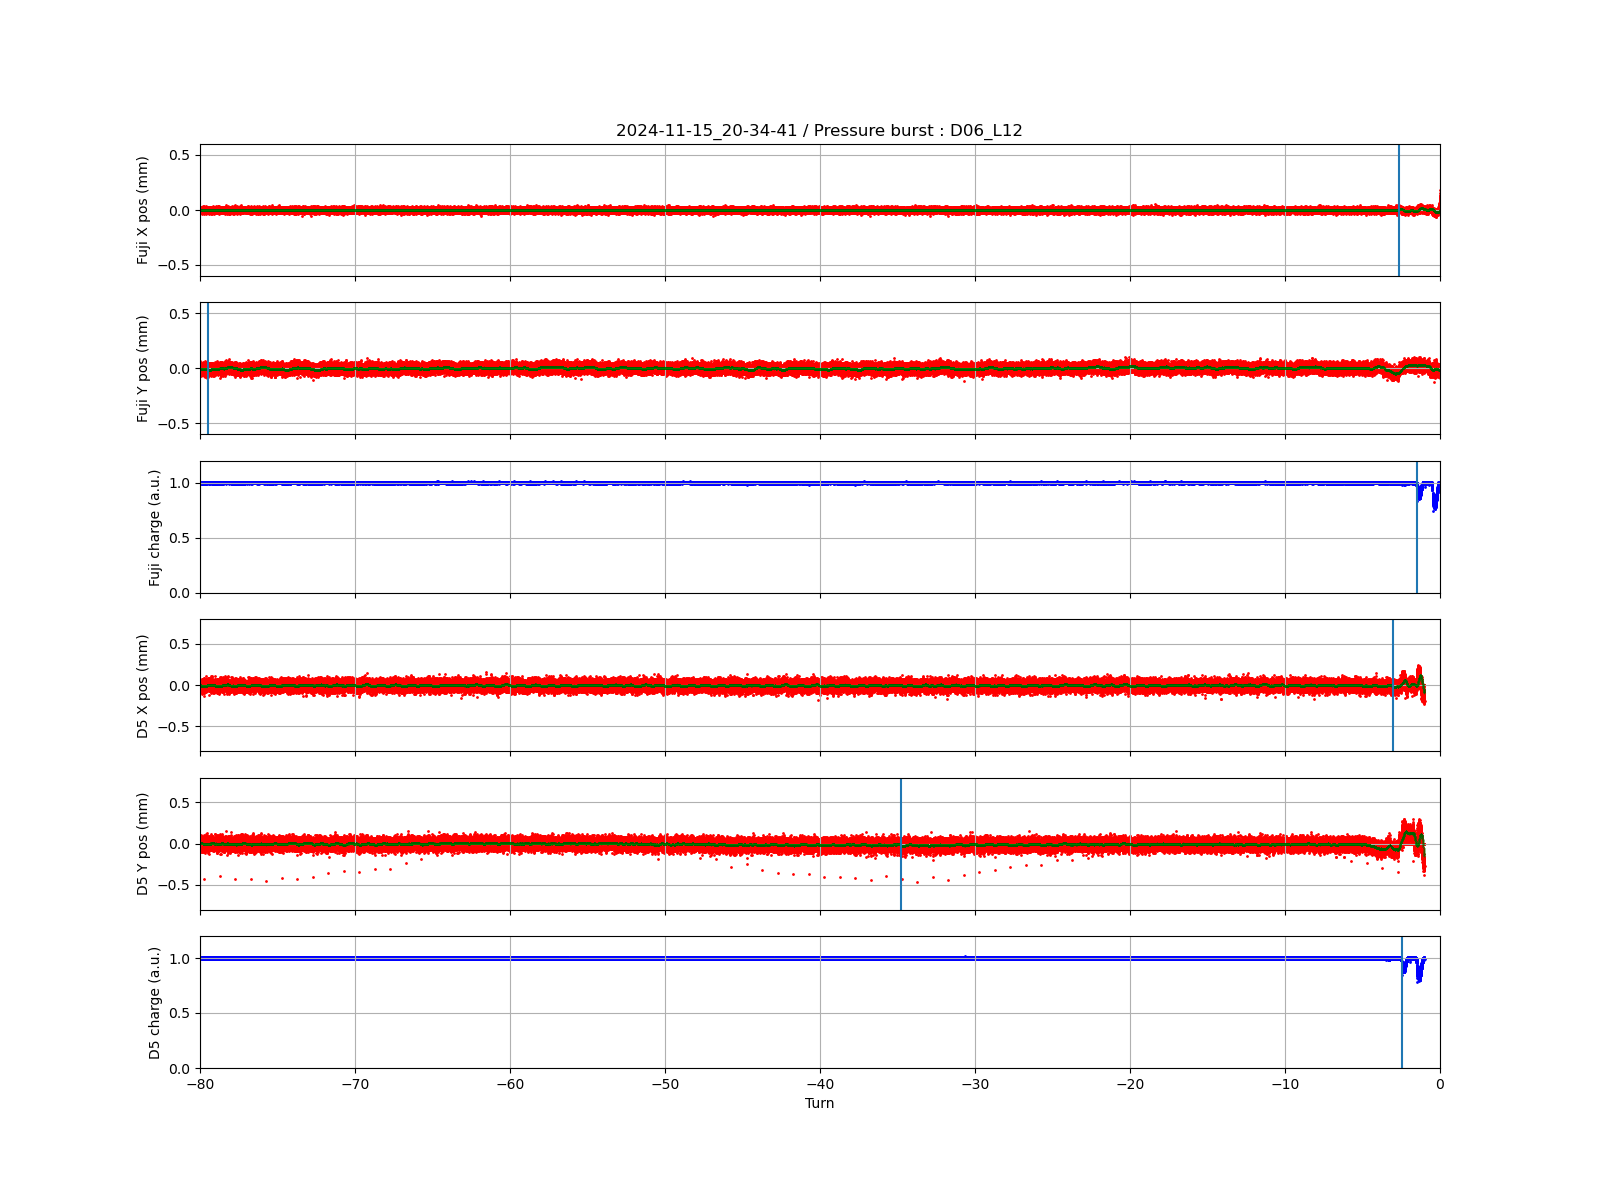 2024-11-15_20-34-41 / Pressure burst : D06_L12
0.5
0.0
−0.5
Fuji X pos (mm)
0.5
0.0
−0.5
Fuji Y pos (mm)
1.0
0.5
0.0
Fuji charge (a.u.)
0.5
0.0
−0.5
D5 X pos (mm)
0.5
0.0
−0.5
D5 Y pos (mm)
1.0
0.5
0.0
D5 charge (a.u.)
−80 −70 −60 −50 −40 −30 −20 −10 0
Turn